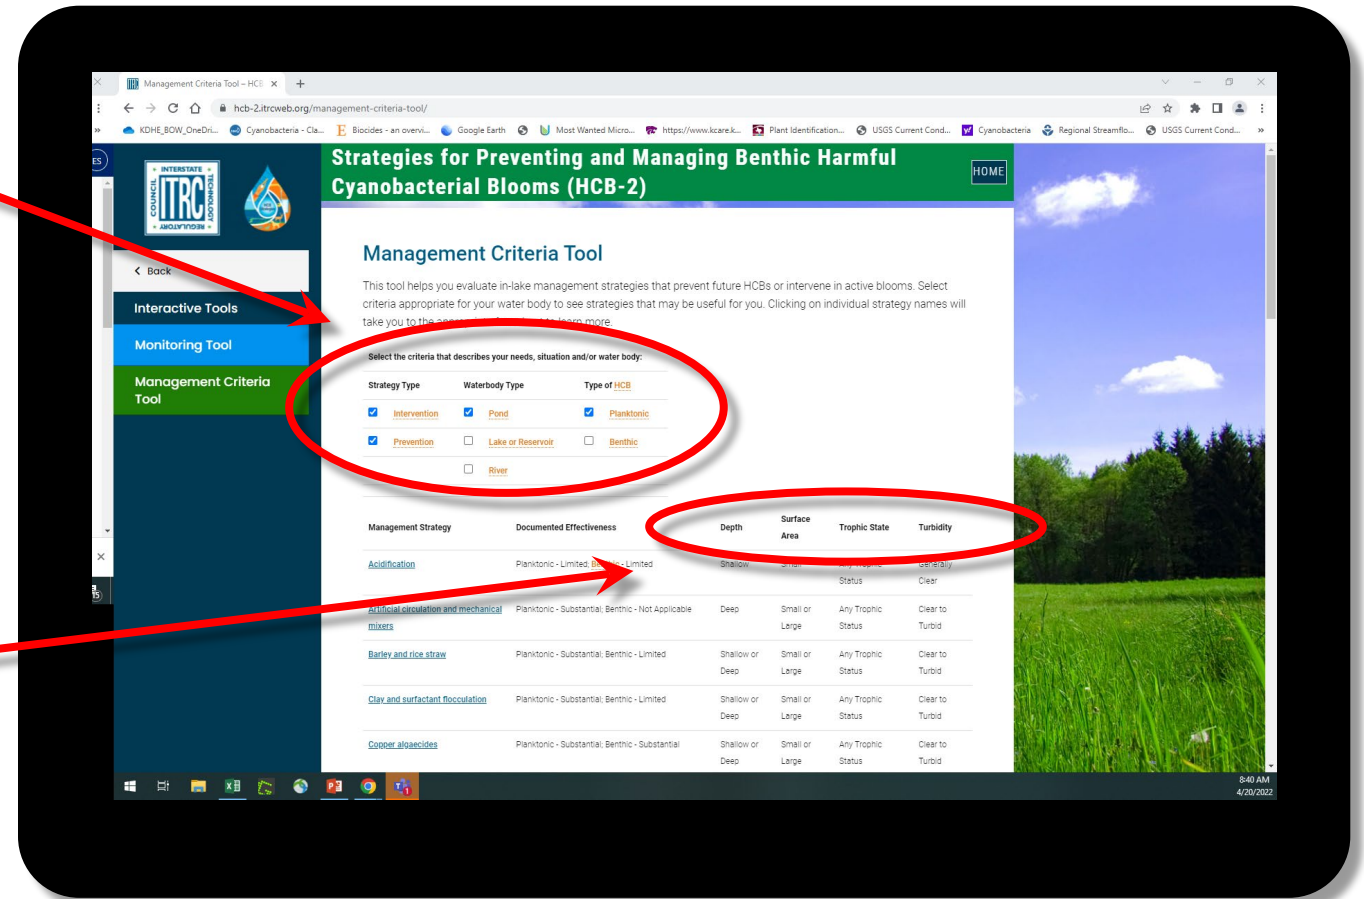 Management Criteria Tool – HCB
hcb-2.itrcweb.org/management-criteria-tool/
KDHE_BOW_OneDri...
Cyanobacteria - Cla...
Biocides - an overvi...
Google Earth
Most Wanted Micro...
https://www.kcare.k...
Plant Identification...
USGS Current Cond...
Cyanobacteria
Regional Streamflo...
USGS Current Cond...
ES
INTERSTATE
COUNCIL
ITRC
TECHNOLOGY
REGULATORY
Strategies for Preventing and Managing Benthic Harmful
Cyanobacterial Blooms (HCB-2)
HOME
Back
Interactive Tools
Monitoring Tool
Management Criteria
Tool
Management Criteria Tool
This tool helps you evaluate in-lake management strategies that prevent future HCBs or intervene in active blooms. Select
criteria appropriate for your water body to see strategies that may be useful for you. Clicking on individual strategy names will
take you to the to learn more.
Select the criteria that describes your needs, situation and/or water body:
Strategy Type Waterbody Type Type of HCB
Intervention Pond Planktonic
Prevention Lake or Reservoir Benthic
River
Management Strategy Documented Effectiveness Depth Surface Area Trophic State Turbidity
Acidification Planktonic - Limited; Benthic - Limited Shallow Small Any Trophic Status Generally Clear
Artificial circulation and mechanical mixers Planktonic - Substantial; Benthic - Not Applicable Deep Small or Large Any Trophic Status Clear to Turbid
Barley and rice straw Planktonic - Substantial; Benthic - Limited Shallow or Deep Small or Large Any Trophic Status Clear to Turbid
Clay and surfactant flocculation Planktonic - Substantial; Benthic - Limited Shallow or Deep Small or Large Any Trophic Status Clear to Turbid
Copper algaecides Planktonic - Substantial; Benthic - Substantial Shallow or Deep Small or Large Any Trophic Status Clear to Turbid
8:40 AM
4/20/2022